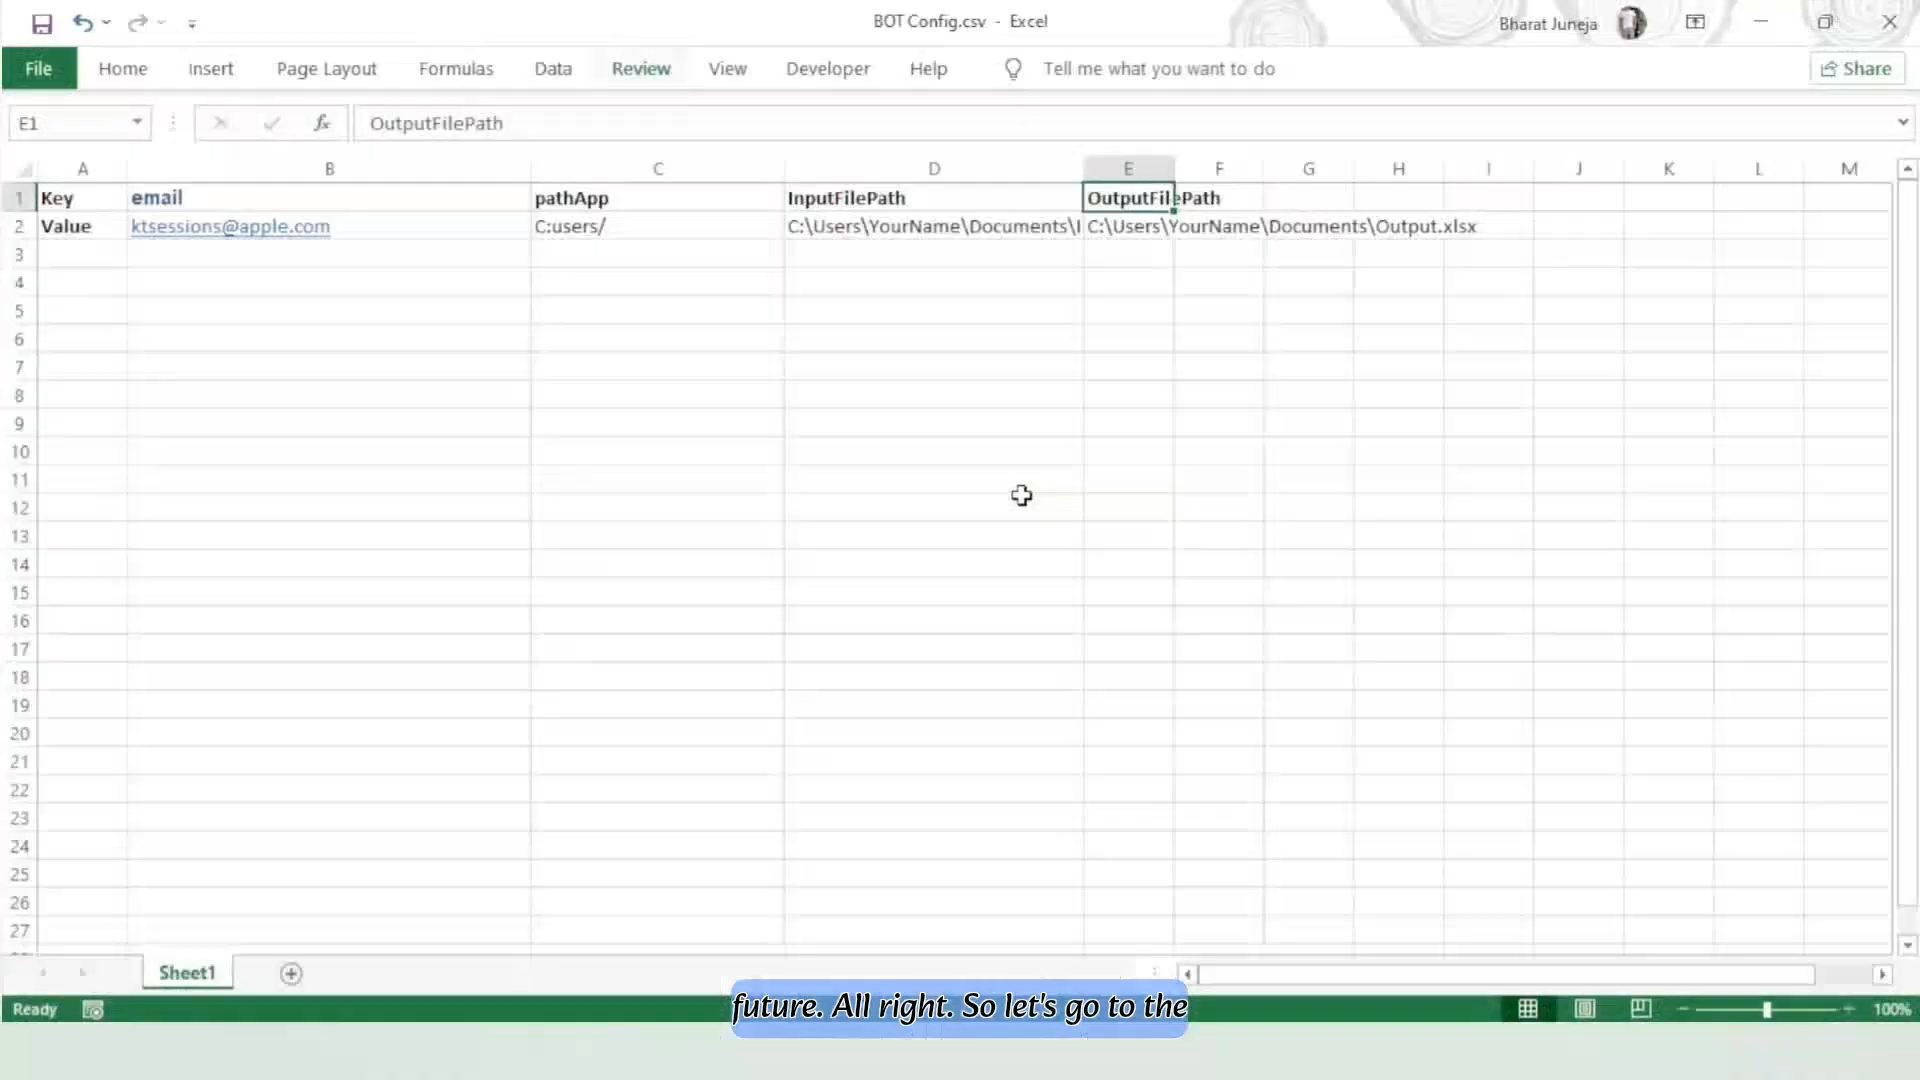 BOT Config.csv - Excel
Bharat Juneja
File Home Insert Page Layout Formulas Data Review View Developer Help Tell me what you want to do Share
E1 fx OutputFilePath
A B C D E F G H I J K L M
1 Key email pathApp InputFilePath OutputFilePath
2 Value ktsessions@apple.com C:users/ C:\Users\YourName\Documents\I C:\Users\YourName\Documents\Output.xlsx
3
4
5
6
7
8
9
10
11
12
13
14
15
16
17
18
19
20
21
22
23
24
25
26
27
Sheet1
Ready 100%
future. All right. So let's go to the